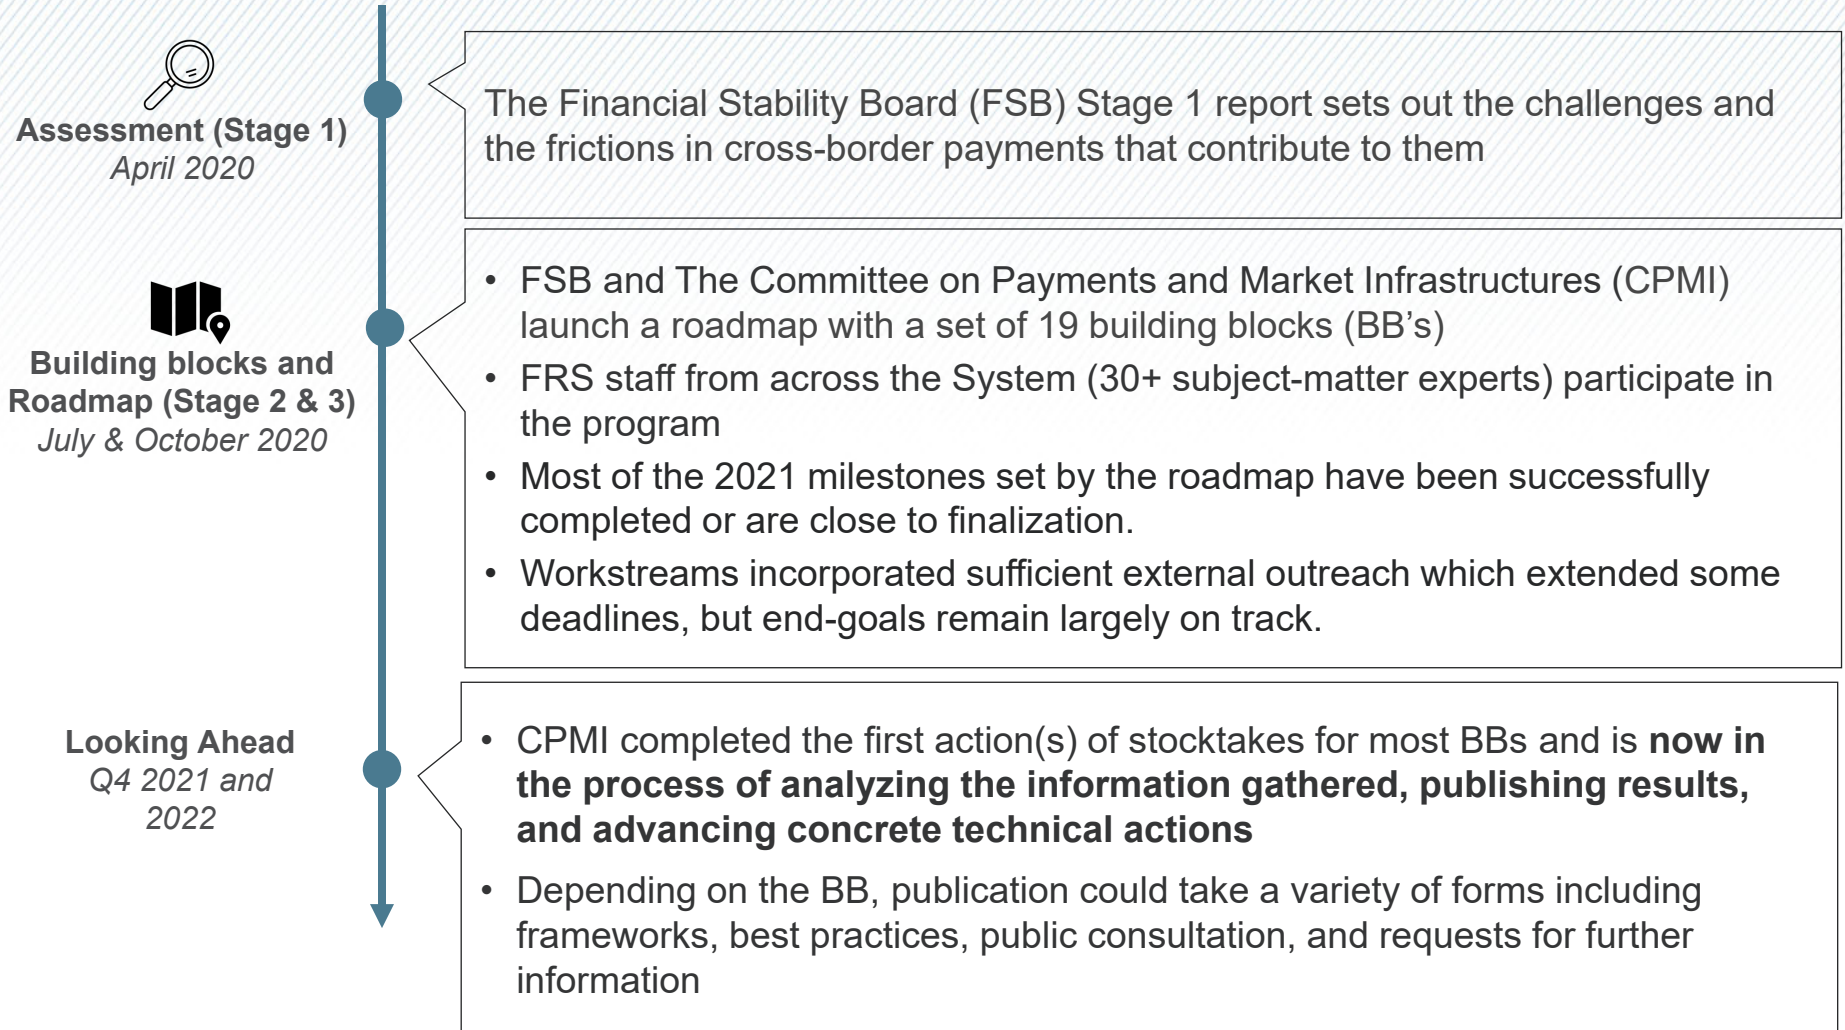 Assessment (Stage 1)
April 2020
The Financial Stability Board (FSB) Stage 1 report sets out the challenges and
the frictions in cross-border payments that contribute to them
Building blocks and
Roadmap (Stage 2 & 3)
July & October 2020
• FSB and The Committee on Payments and Market Infrastructures (CPMI)
launch a roadmap with a set of 19 building blocks (BB’s)
• FRS staff from across the System (30+ subject-matter experts) participate in
the program
• Most of the 2021 milestones set by the roadmap have been successfully
completed or are close to finalization.
• Workstreams incorporated sufficient external outreach which extended some
deadlines, but end-goals remain largely on track.
Looking Ahead
Q4 2021 and
2022
• CPMI completed the first action(s) of stocktakes for most BBs and is now in
the process of analyzing the information gathered, publishing results,
and advancing concrete technical actions
• Depending on the BB, publication could take a variety of forms including
frameworks, best practices, public consultation, and requests for further
information